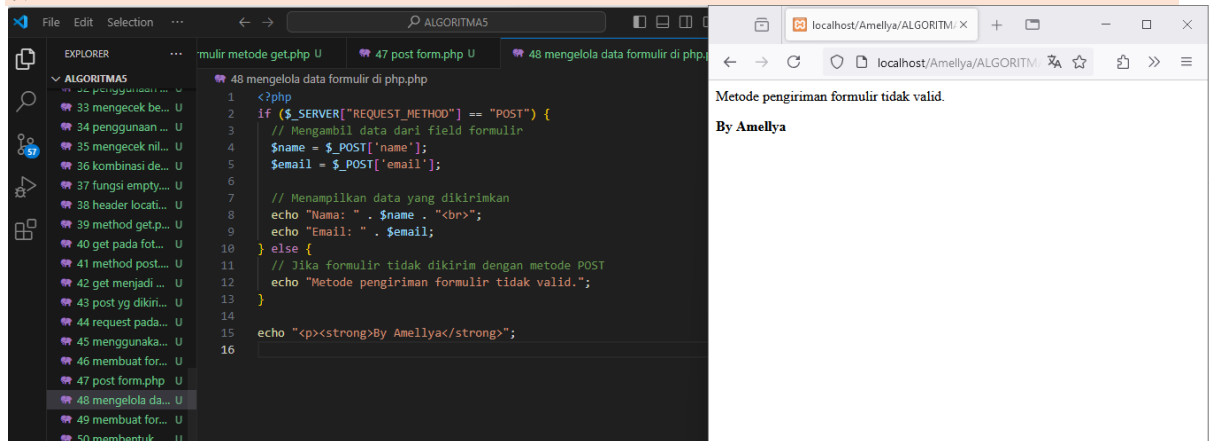 File Edit Selection ···
ALGORITMA5
EXPLORER ···
ALGORITMA5
33 mengecek be... U
34 penggunaan ... U
35 mengecek nil... U
36 kombinasi de... U
37 fungsi empty.... U
38 header locati... U
39 method get.p... U
40 get pada fot... U
41 method post.... U
42 get menjadi ... U
43 post yg dikiri... U
44 request pada... U
45 menggunaka... U
46 membuat for... U
47 post form.php U
48 mengelola da... U
49 membuat for... U
50 membentuk ... U
57
rmulir metode get.php U
47 post form.php U
48 mengelola data formulir di php.p
48 mengelola data formulir di php.php
1 <?php
2 if ($_SERVER["REQUEST_METHOD"] == "POST") {
3 // Mengambil data dari field formulir
4 $name = $_POST['name'];
5 $email = $_POST['email'];
6
7 // Menampilkan data yang dikirimkan
8 echo "Nama: " . $name . "<br>";
9 echo "Email: " . $email;
10 } else {
11 // Jika formulir tidak dikirim dengan metode POST
12 echo "Metode pengiriman formulir tidak valid.";
13 }
14
15 echo "<p><strong>By Amellya</strong>";
16
localhost/Amellya/ALGORITM/
localhost/Amellya/ALGORITM
Metode pengiriman formulir tidak valid.
By Amellya